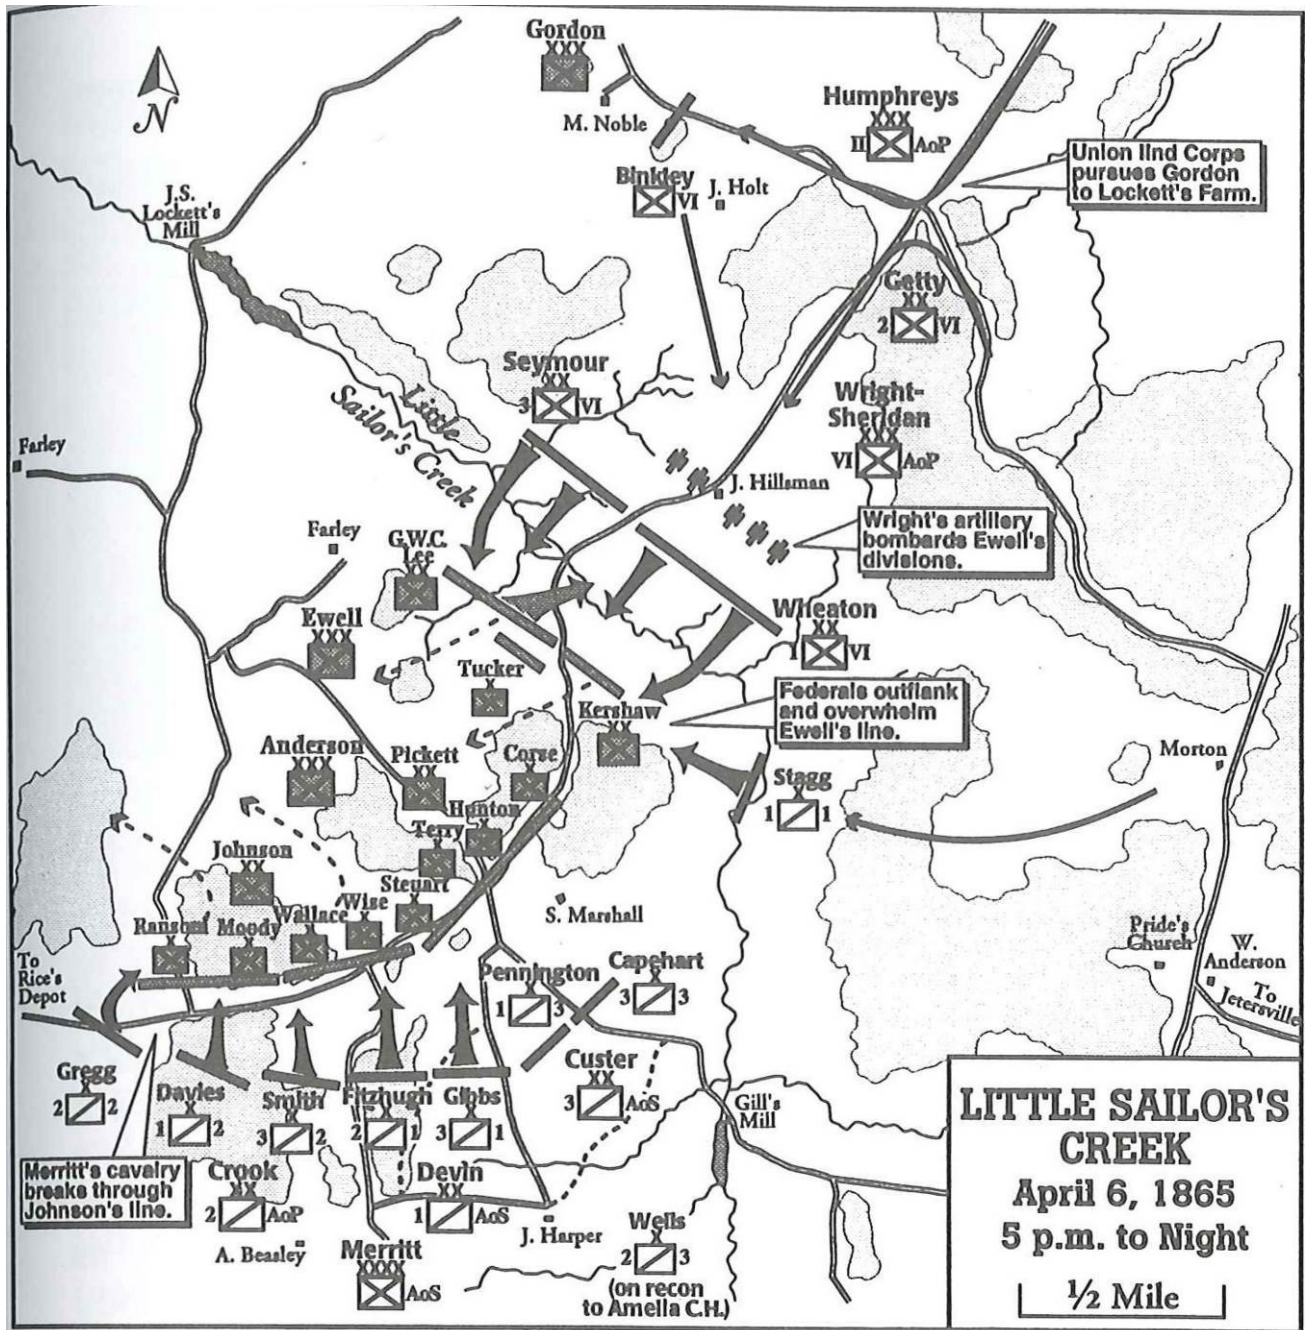 Gordon
XXX
N
M. Noble
Humphreys
XXX
II AoP
Union IInd Corps
pursues Gordon
to Lockett's Farm.
Binkley
X
VI
J. Holt
J.S.
Lockett's
Mill
Getty
XX
2 VI
Seymour
XX
3 VI
Little
Sailor's Creek
Wright-
Sheridan
XXX
VI AoP
Farley
J. Hillsman
Wright's artillery
bombards Ewell's
divisions.
Farley
G.W.C.
Lee
XX
Ewell
XXX
Wheaton
XX
1 VI
Tucker
X
Federals outflank
and overwhelm
Ewell's line.
Kershaw
XX
Anderson
XXX
Pickett
XX
Corse
X
Morton
Stagg
X
1 1
Hunton
X
Terry
X
Johnson
XX
Steuart
X
Wise
X
Wallace
X
Ransom
X
Moody
X
S. Marshall
Pride's
Church
W.
Anderson
To
Jetersville
To
Rice's
Depot
Pennington
X
1 3
Capehart
X
3 3
Gregg
X
2 2
Davies
X
1 2
Smith
X
3 2
Fitzhugh
X
2 1
Gibbs
X
3 1
Custer
XX
3 AoS
Gill's
Mill
Merritt's cavalry
breaks through
Johnson's line.
Crook
XX
2 AoP
Devin
XX
1 AoS
A. Beasley
J. Harper
Wells
X
2 3
(on recon
to Amelia C.H.)
Merritt
XXXX
AoS
LITTLE SAILOR'S
CREEK
April 6, 1865
5 p.m. to Night
½ Mile